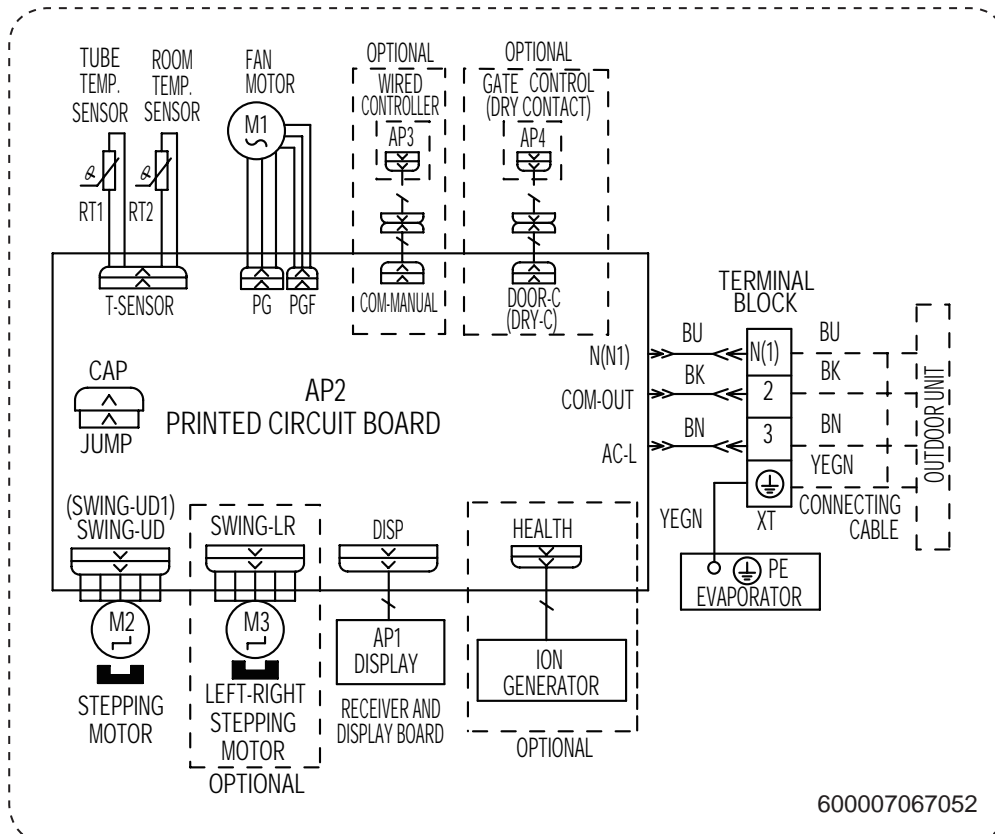 TUBE
TEMP.
SENSOR
ROOM
TEMP.
SENSOR
FAN
MOTOR
OPTIONAL
WIRED
CONTROLLER
AP3
OPTIONAL
GATE CONTROL
(DRY CONTACT)
AP4
M1
RT1
RT2
T-SENSOR
PG
PGF
COM-MANUAL
DOOR-C
(DRY-C)
TERMINAL
BLOCK
N(N1)
BU
N(1)
BU
COM-OUT
BK
2
BK
AC-L
BN
3
BN
YEGN
OUTDOOR UNIT
CONNECTING
CABLE
XT
YEGN
PE
EVAPORATOR
CAP
JUMP
AP2
PRINTED CIRCUIT BOARD
(SWING-UD1)
SWING-UD
M2
STEPPING
MOTOR
SWING-LR
M3
LEFT-RIGHT
STEPPING
MOTOR
OPTIONAL
DISP
AP1
DISPLAY
RECEIVER AND
DISPLAY BOARD
HEALTH
ION
GENERATOR
OPTIONAL
600007067052